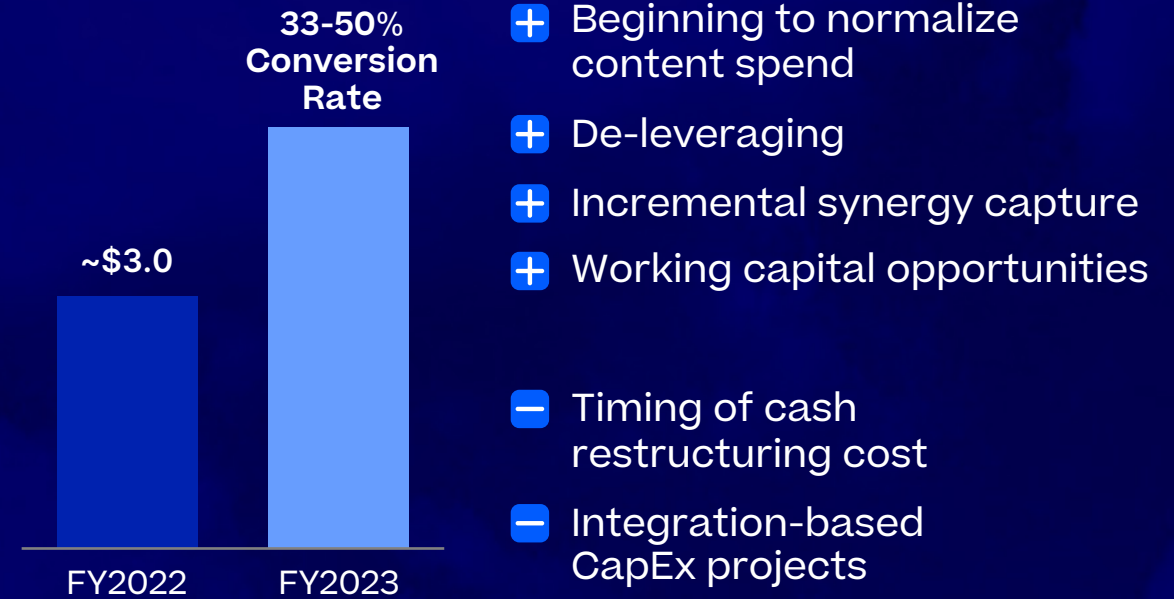 33-50%
Conversion
Rate
~$3.0
FY2022
FY2023
Beginning to normalize
content spend
De-leveraging
Incremental synergy capture
Working capital opportunities
Timing of cash
restructuring cost
Integration-based
CapEx projects